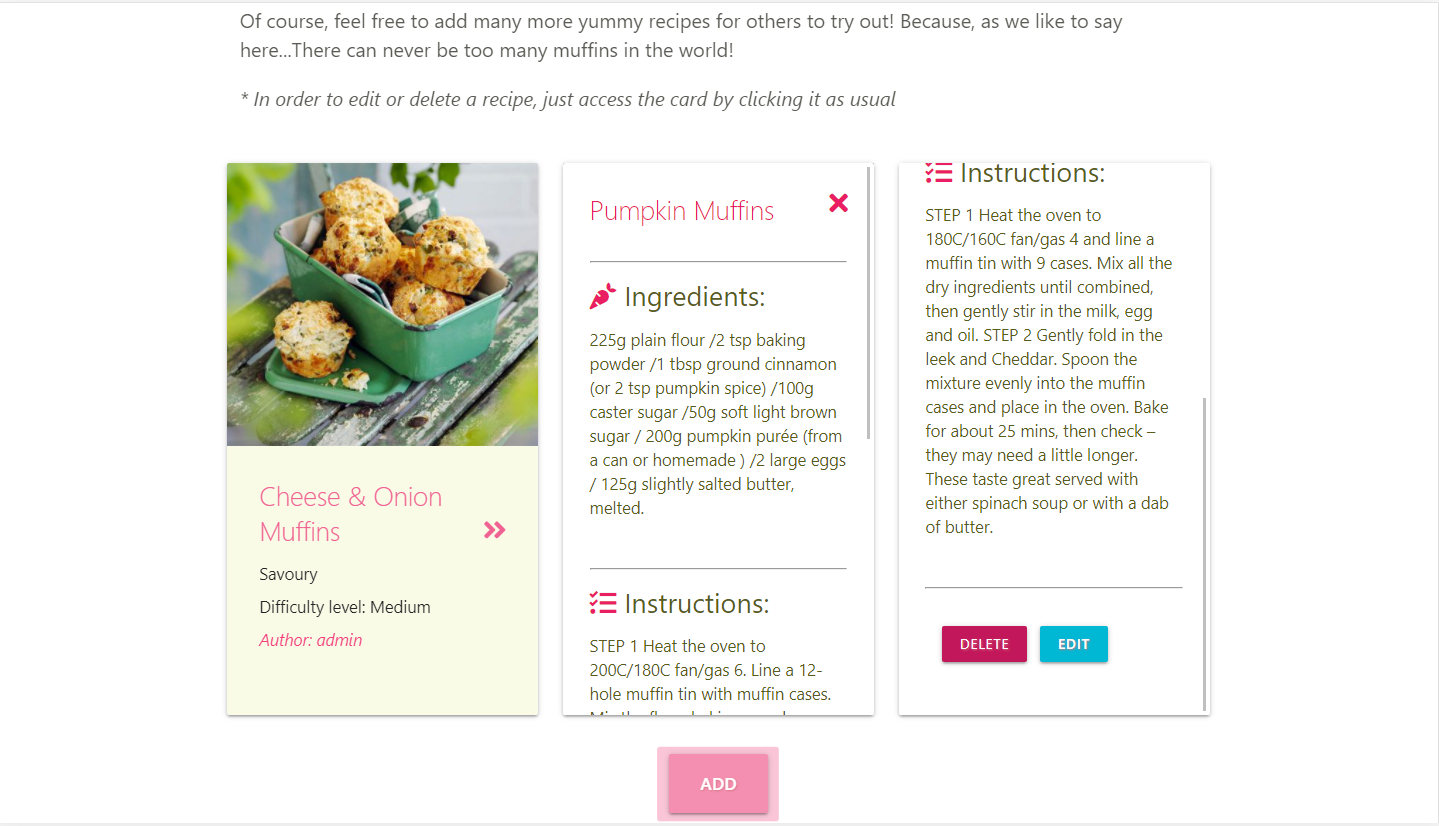 Of course, feel free to add many more yummy recipes for others to try out! Because, as we like to say
here...There can never be too many muffins in the world!
* In order to edit or delete a recipe, just access the card by clicking it as usual
Cheese & Onion
Muffins
Savoury
Difficulty level: Medium
Author: admin
Pumpkin Muffins
Ingredients:
225g plain flour /2 tsp baking
powder /1 tbsp ground cinnamon
(or 2 tsp pumpkin spice) /100g
caster sugar /50g soft light brown
sugar / 200g pumpkin purée (from
a can or homemade ) /2 large eggs
/ 125g slightly salted butter,
melted.
Instructions:
STEP 1 Heat the oven to
200C/180C fan/gas 6. Line a 12-
hole muffin tin with muffin cases.
Instructions:
STEP 1 Heat the oven to
180C/160C fan/gas 4 and line a
muffin tin with 9 cases. Mix all the
dry ingredients until combined,
then gently stir in the milk, egg
and oil. STEP 2 Gently fold in the
leek and Cheddar. Spoon the
mixture evenly into the muffin
cases and place in the oven. Bake
for about 25 mins, then check –
they may need a little longer.
These taste great served with
either spinach soup or with a dab
of butter.
DELETE
EDIT
ADD